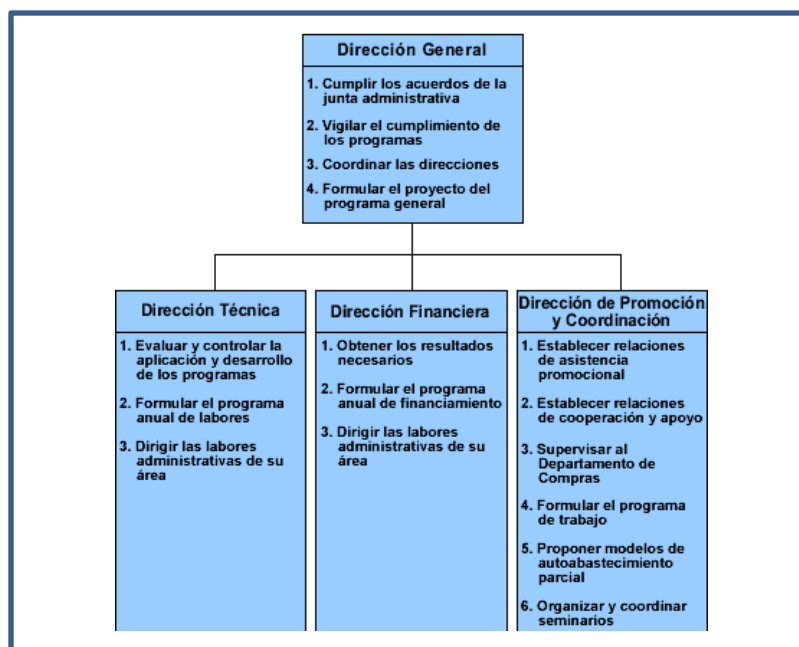 Dirección General
1. Cumplir los acuerdos de la
junta administrativa
2. Vigilar el cumplimiento de
los programas
3. Coordinar las direcciones
4. Formular el proyecto del
programa general
Dirección Técnica
1. Evaluar y controlar la
aplicación y desarrollo
de los programas
2. Formular el programa
anual de labores
3. Dirigir las labores
administrativas de su
área
Dirección Financiera
1. Obtener los resultados
necesarios
2. Formular el programa
anual de financiamiento
3. Dirigir las labores
administrativas de su
área
Dirección de Promoción
y Coordinación
1. Establecer relaciones
de asistencia
promocional
2. Establecer relaciones
de cooperación y apoyo
3. Supervisar al
Departamento de
Compras
4. Formular el programa
de trabajo
5. Proponer modelos de
autoabastecimiento
parcial
6. Organizar y coordinar
seminarios